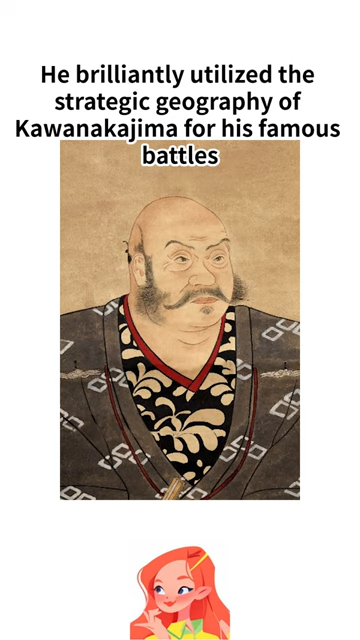 He brilliantly utilized the
strategic geography of
Kawanakajima for his famous
battles